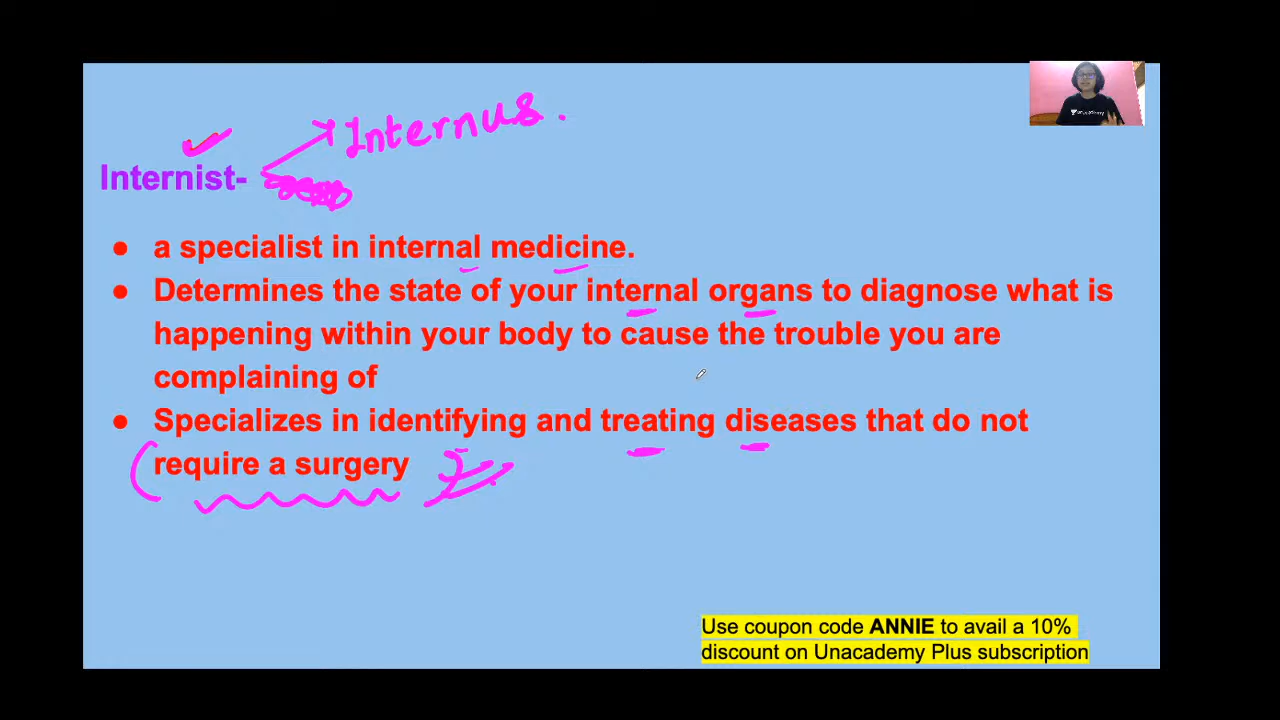 Internus.
Internist-
● a specialist in internal medicine.
● Determines the state of your internal organs to diagnose what is
happening within your body to cause the trouble you are
complaining of
● Specializes in identifying and treating diseases that do not
require a surgery
Use coupon code ANNIE to avail a 10%
discount on Unacademy Plus subscription